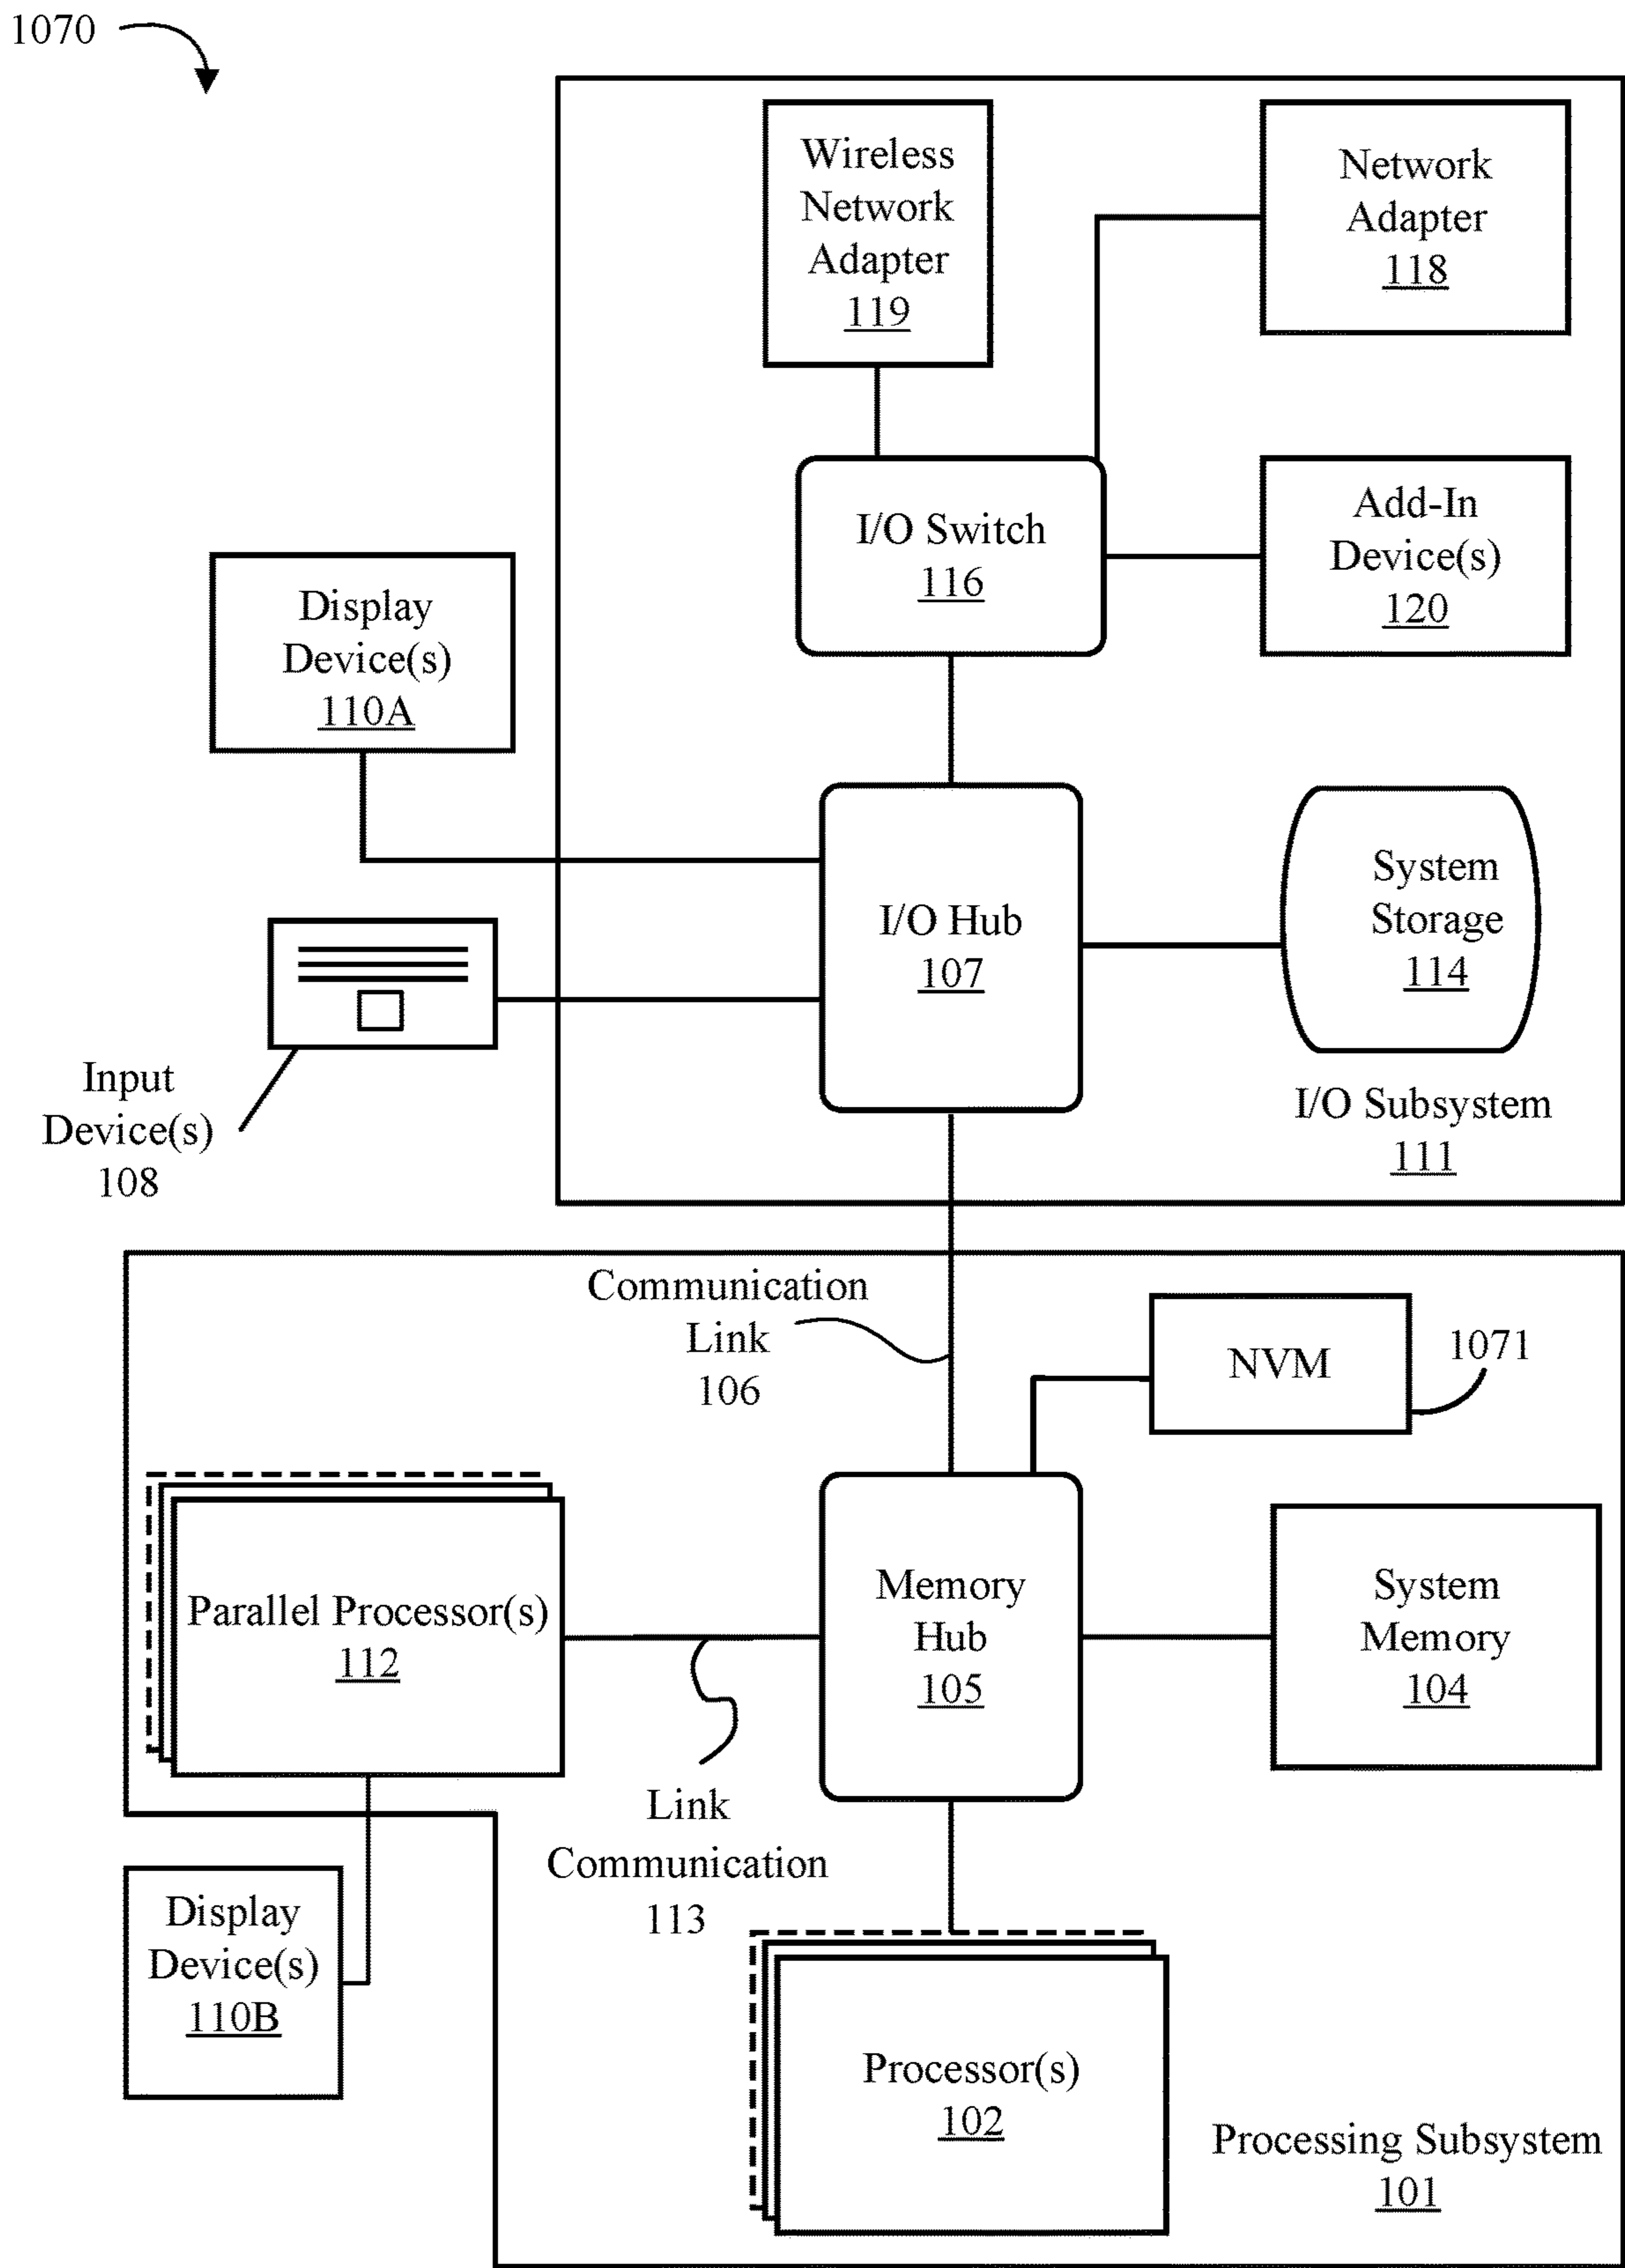 1070
Wireless
Network
Adapter
119
Network
Adapter
118
I/O Switch
116
Add-In
Device(s)
120
Display
Device(s)
110A
I/O Hub
107
System
Storage
114
Input
Device(s)
108
I/O Subsystem
111
Communication
Link
106
NVM
1071
Parallel Processor(s)
112
Memory
Hub
105
System
Memory
104
Link
Communication
113
Display
Device(s)
110B
Processor(s)
102
Processing Subsystem
101